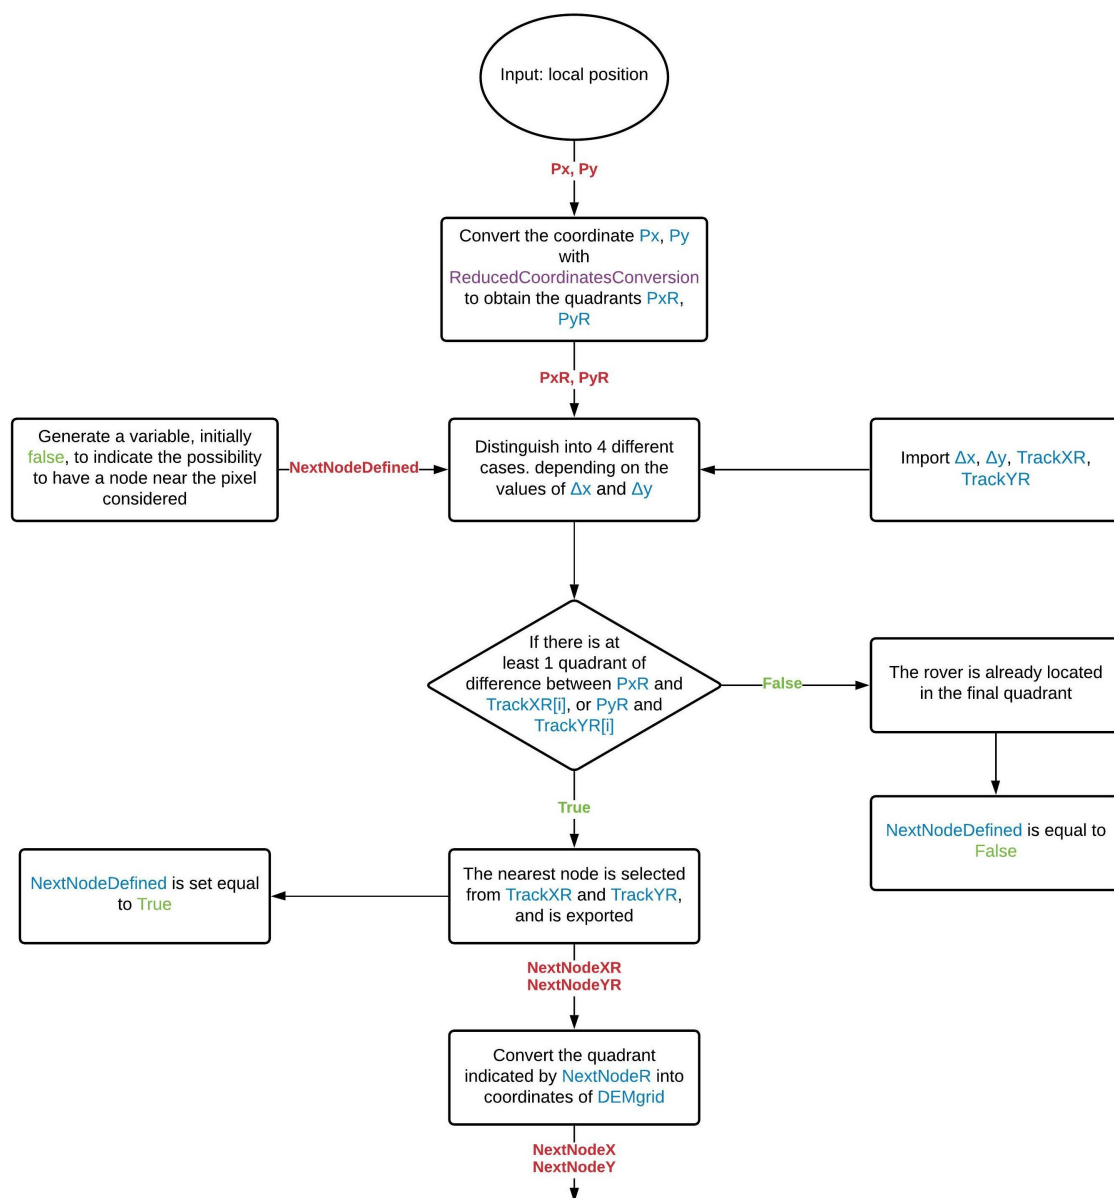 Input: local position
Px, Py
Convert the coordinate Px, Py
with
ReducedCoordinatesConversion
to obtain the quadrants PxR,
PyR
PxR, PyR
Generate a variable, initially
false, to indicate the possibility
to have a node near the pixel
considered
NextNodeDefined
Distinguish into 4 different
cases. depending on the
values of Δx and Δy
Import Δx, Δy, TrackXR,
TrackYR
If there is at
least 1 quadrant of
difference between PxR and
TrackXR[i], or PyR and
TrackYR[i]
False
The rover is already located
in the final quadrant
True
NextNodeDefined is equal to
False
NextNodeDefined is set equal
to True
The nearest node is selected
from TrackXR and TrackYR,
and is exported
NextNodeXR
NextNodeYR
Convert the quadrant
indicated by NextNodeR into
coordinates of DEMgrid
NextNodeX
NextNodeY